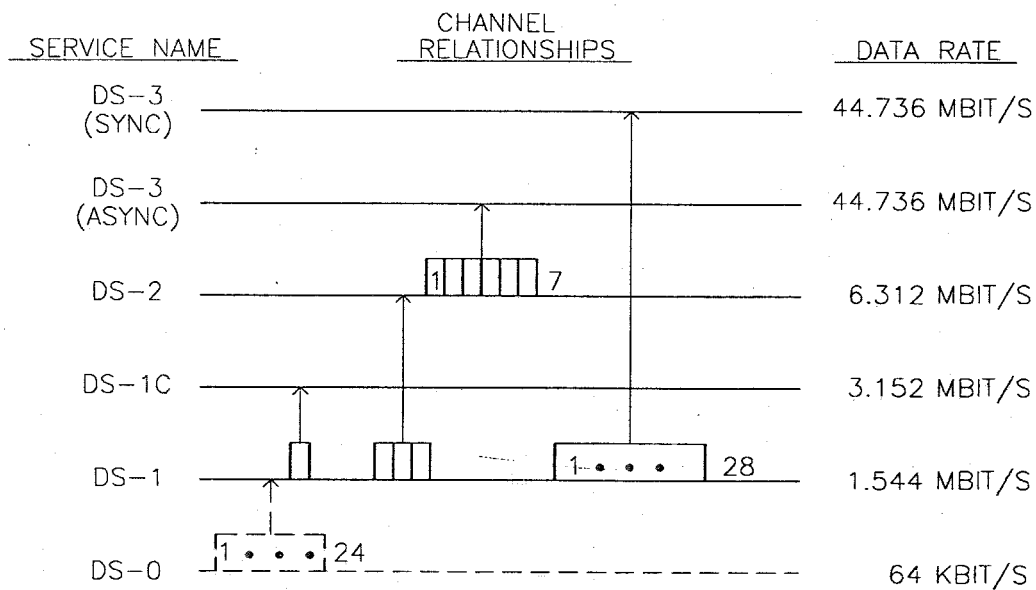 CHANNEL
SERVICE NAME RELATIONSHIPS DATA RATE
DS-3
(SYNC) 44.736 MBIT/S
DS-3
(ASYNC) 44.736 MBIT/S
1 7
DS-2 6.312 MBIT/S
DS-1C 3.152 MBIT/S
1 28
DS-1 1.544 MBIT/S
1 24
DS-0 64 KBIT/S